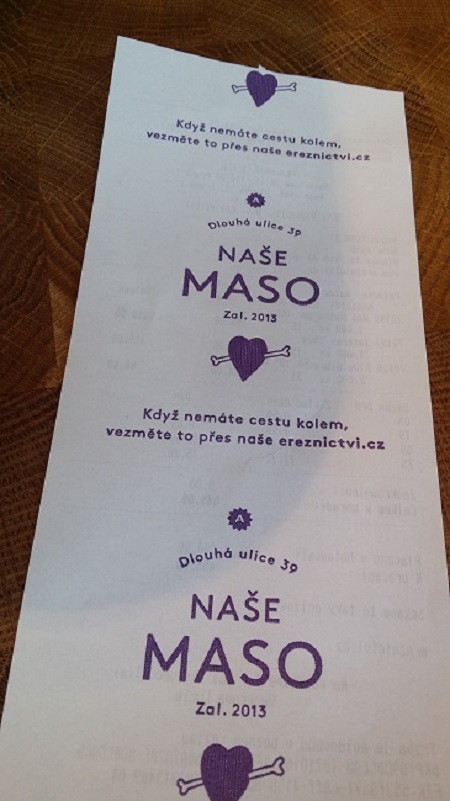 Když nemáte cestu kolem,
vezměte to přes naše ereznictvi.cz
A
Dlouhá ulice 39
NAŠE
MASO
Zal. 2013
Když nemáte cestu kolem,
vezměte to přes naše ereznictvi.cz
A
Dlouhá ulice 39
NAŠE
MASO
Zal. 2013